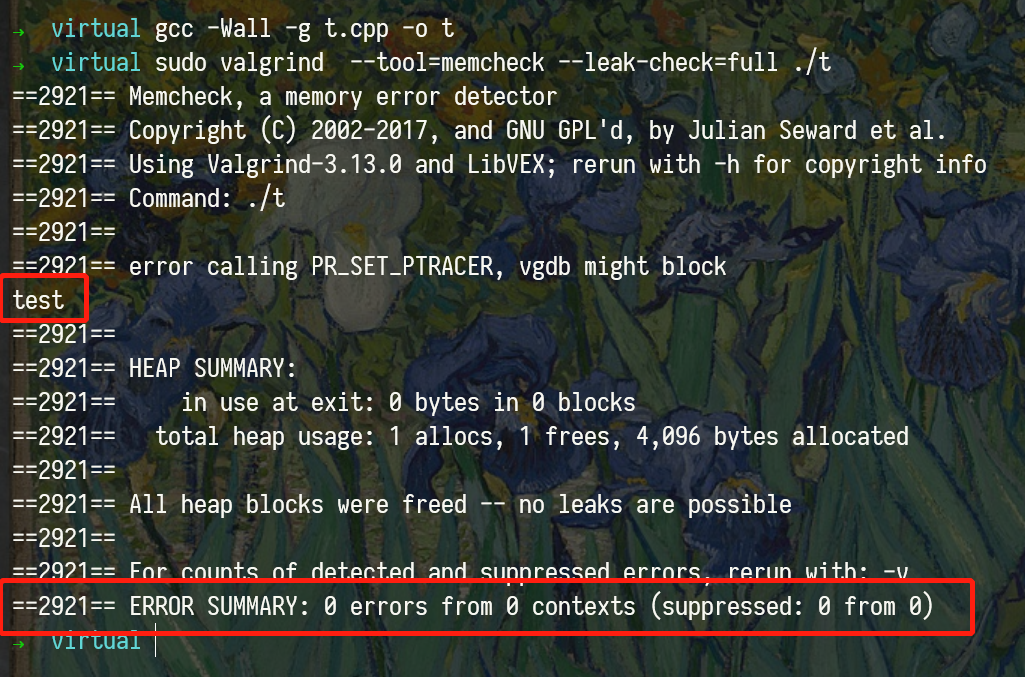 → virtual gcc -Wall -g t.cpp -o t
→ virtual sudo valgrind  --tool=memcheck --leak-check=full ./t
==2921== Memcheck, a memory error detector
==2921== Copyright (C) 2002-2017, and GNU GPL'd, by Julian Seward et al.
==2921== Using Valgrind-3.13.0 and LibVEX; rerun with -h for copyright info
==2921== Command: ./t
==2921==
==2921== error calling PR_SET_PTRACER, vgdb might block
test
==2921==
==2921== HEAP SUMMARY:
==2921==     in use at exit: 0 bytes in 0 blocks
==2921==   total heap usage: 1 allocs, 1 frees, 4,096 bytes allocated
==2921==
==2921== All heap blocks were freed -- no leaks are possible
==2921==
==2921== For counts of detected and suppressed errors, rerun with: -v
==2921== ERROR SUMMARY: 0 errors from 0 contexts (suppressed: 0 from 0)
→ virtual